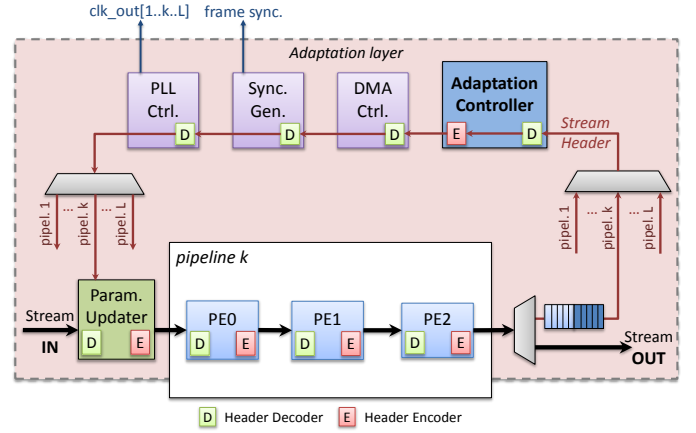 clk_out[1..k..L]
frame sync.
Adaptation layer
PLL
Ctrl.
D
Sync.
Gen.
D
DMA
Ctrl.
D
Adaptation
Controller
E
D
Stream
Header
pipel. 1
...
pipel. k
...
pipel. L
pipel. 1
...
pipel. k
...
pipel. L
pipeline k
Stream
IN
Param.
Updater
D
E
PE0
D
E
PE1
D
E
PE2
D
E
Stream
OUT
D Header Decoder
E Header Encoder